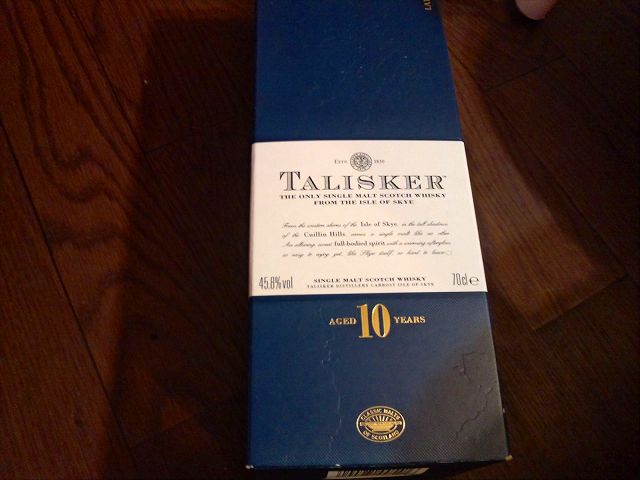 ESTD 1830
TALISKER
THE ONLY SINGLE MALT SCOTCH WHISKY
FROM THE ISLE OF SKYE
From the western shores of the Isle of Skye, in the tall shadows
of the Cuillin Hills, comes a single malt like no other.
An alluring, sweet full-bodied spirit with a warming afterglow
so easy to enjoy yet, like Skye itself, so hard to leave
45.8%vol
SINGLE MALT SCOTCH WHISKY
70cl e
TALISKER DISTILLERY CARBOST ISLE OF SKYE
AGED 10 YEARS
CLASSIC MALTS
OF SCOTLAND